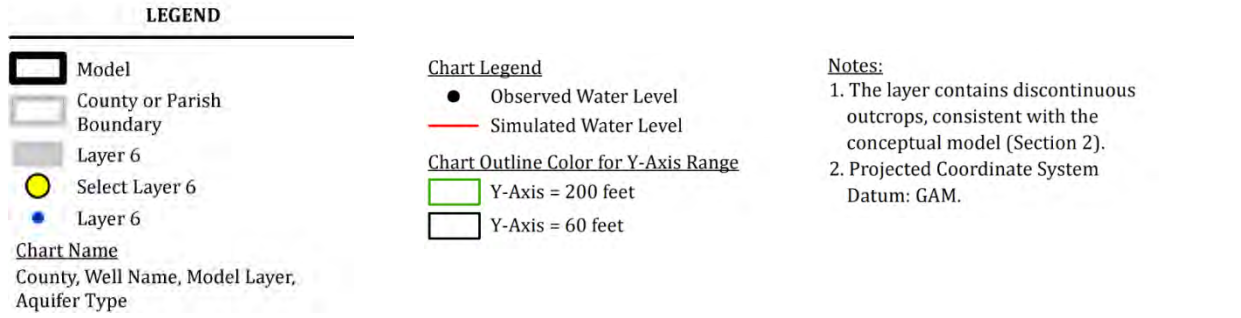 LEGEND
Model
County or Parish
Boundary
Layer 6
Select Layer 6
Layer 6
Chart Name
County, Well Name, Model Layer,
Aquifer Type
Chart Legend
Observed Water Level
Simulated Water Level
Chart Outline Color for Y-Axis Range
Y-Axis = 200 feet
Y-Axis = 60 feet
Notes:
1. The layer contains discontinuous
outcrops, consistent with the
conceptual model (Section 2).
2. Projected Coordinate System
Datum: GAM.